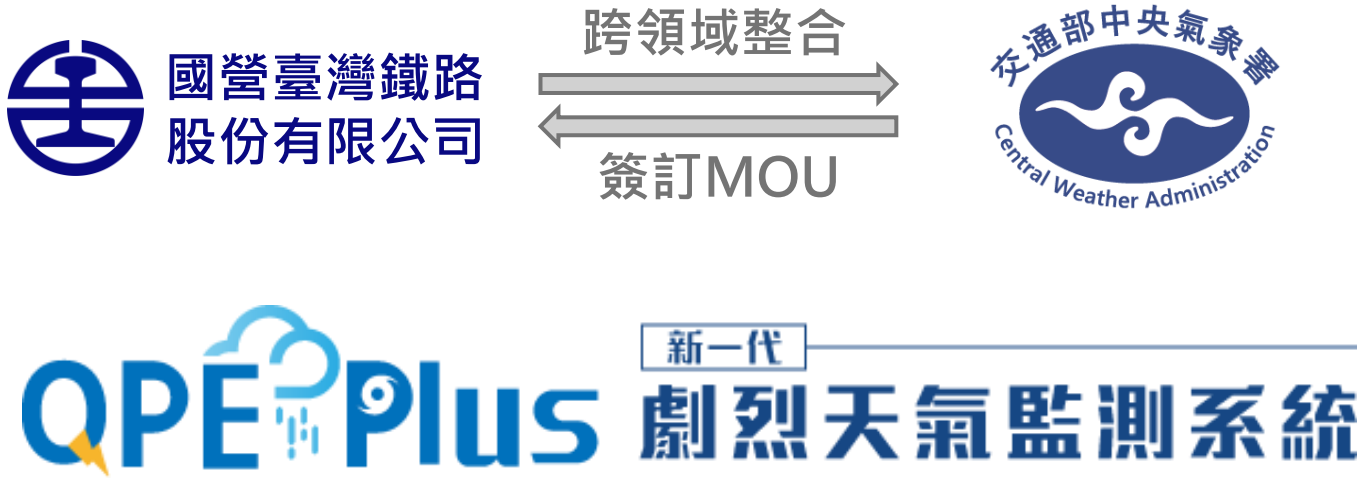 國營臺灣鐵路
股份有限公司
跨領域整合
簽訂MOU
交通部中央氣象署
Central Weather Administration
QPE Plus
新一代
劇烈天氣監測系統